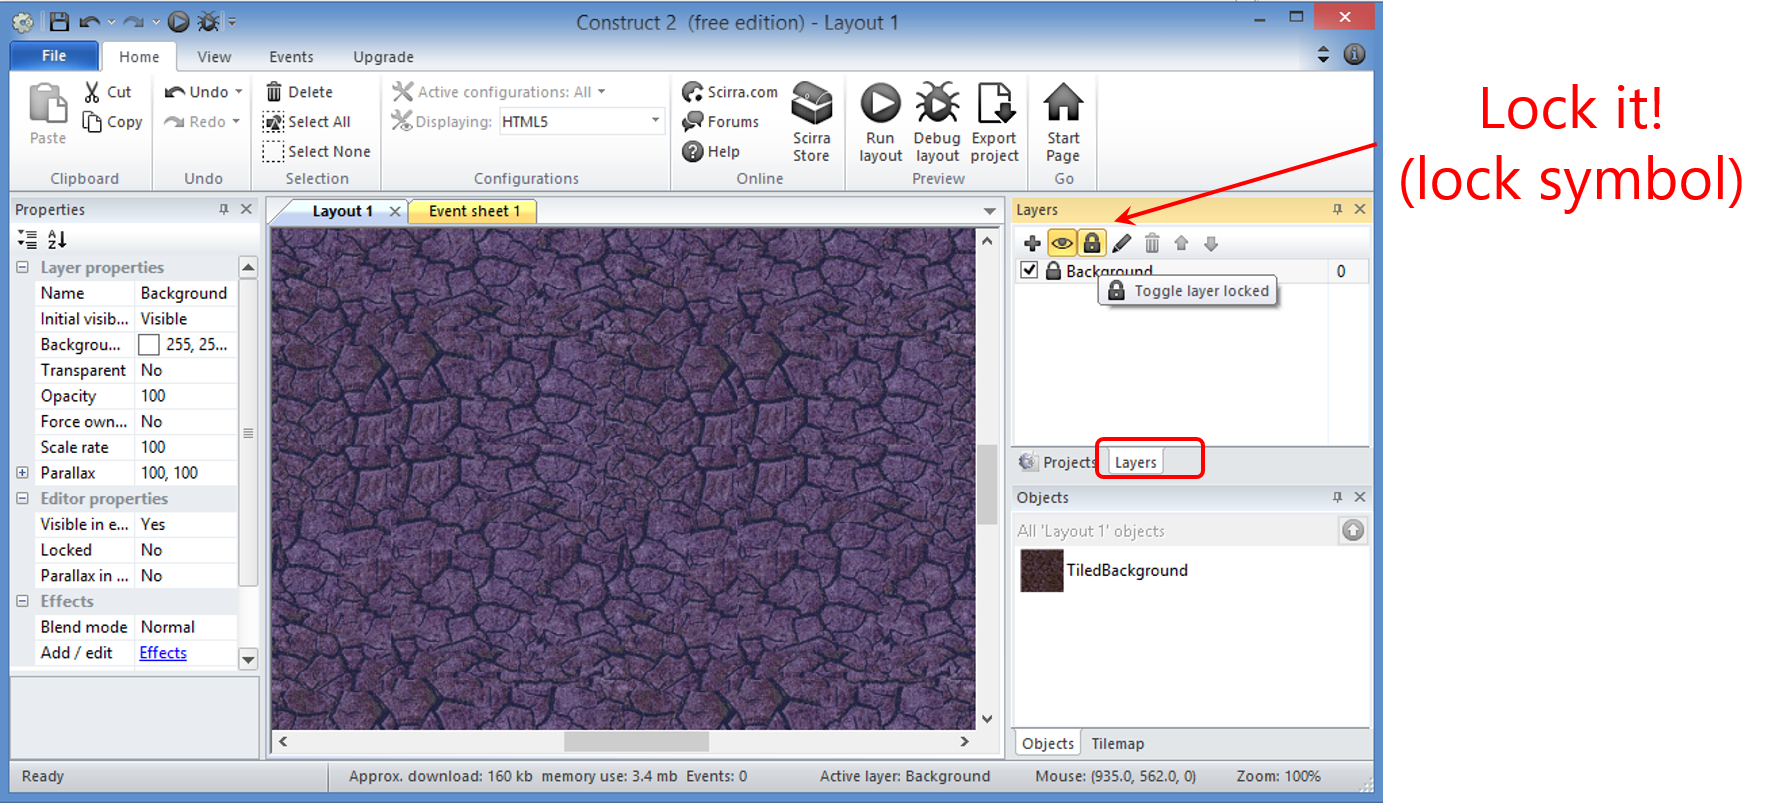 Construct 2 (free edition) - Layout 1
File Home View Events Upgrade
Cut
Copy
Paste
Clipboard
Undo
Redo
Undo
Delete
Select All
Select None
Selection
Active configurations: All
Displaying: HTML5
Configurations
Scirra.com
Forums
Help
Scirra
Store
Online
Run
layout
Debug
layout
Export
project
Preview
Start
Page
Go
Lock it!
(lock symbol)
Properties
Layer properties
Name Background
Initial visib... Visible
Backgrou... 255, 25...
Transparent No
Opacity 100
Force own... No
Scale rate 100
Parallax 100, 100
Editor properties
Visible in e... Yes
Locked No
Parallax in ... No
Effects
Blend mode Normal
Add / edit Effects
Layout 1 Event sheet 1
Layers
Background 0
Toggle layer locked
Projects Layers
Objects
All 'Layout 1' objects
TiledBackground
Objects Tilemap
Ready Approx. download: 160 kb memory use: 3.4 mb Events: 0 Active layer: Background Mouse: (935.0, 562.0, 0) Zoom: 100%